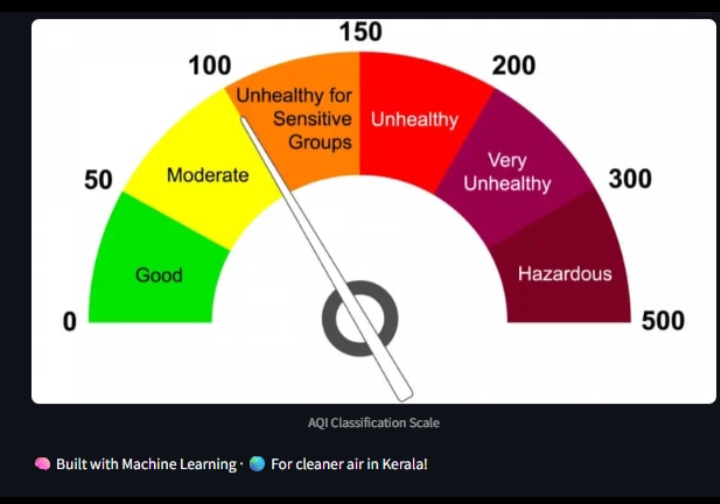 150
100
200
Unhealthy for
Sensitive
Groups
Unhealthy
50
Moderate
Very
Unhealthy
300
Good
Hazardous
0
500
AQI Classification Scale
🧠 Built with Machine Learning · 🌍 For cleaner air in Kerala!